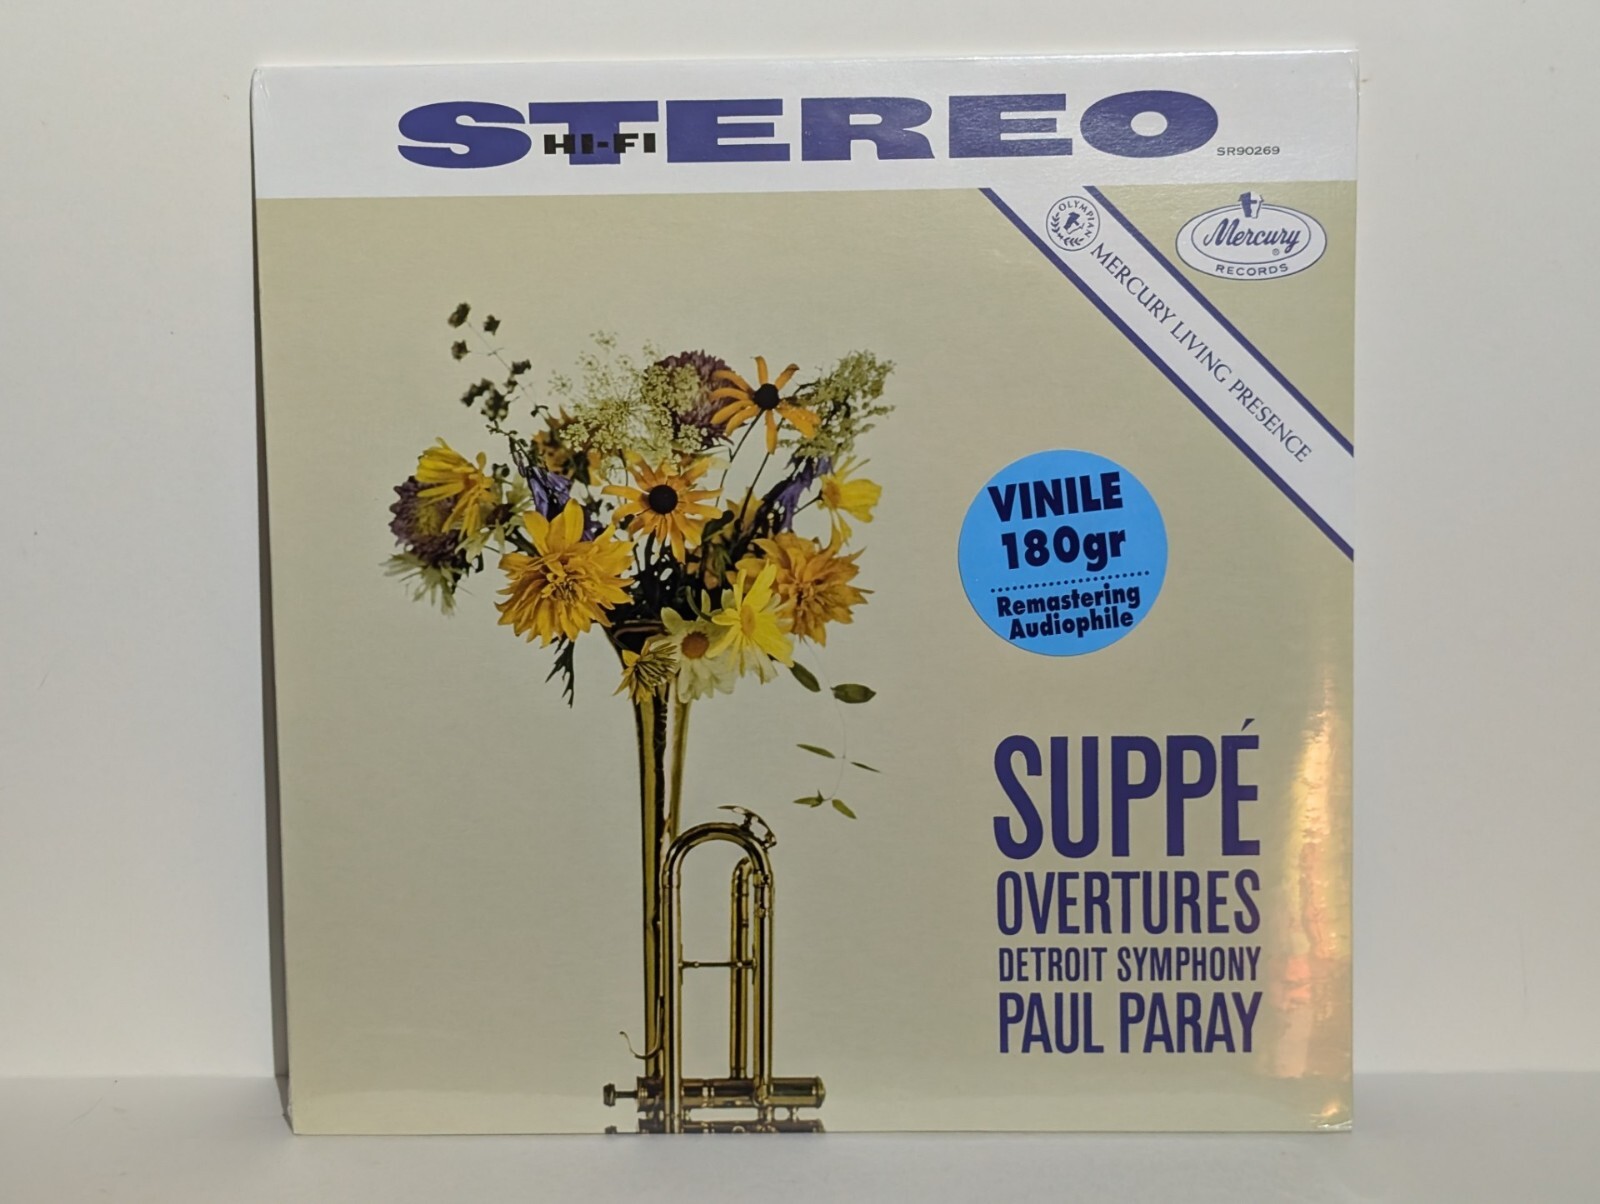 STEREO
HI-FI
SR90269
OLYMPIAN
MERCURY LIVING PRESENCE
Mercury
®
RECORDS
VINILE
180gr
Remastering
Audiophile
SUPPÉ
OVERTURES
DETROIT SYMPHONY
PAUL PARAY